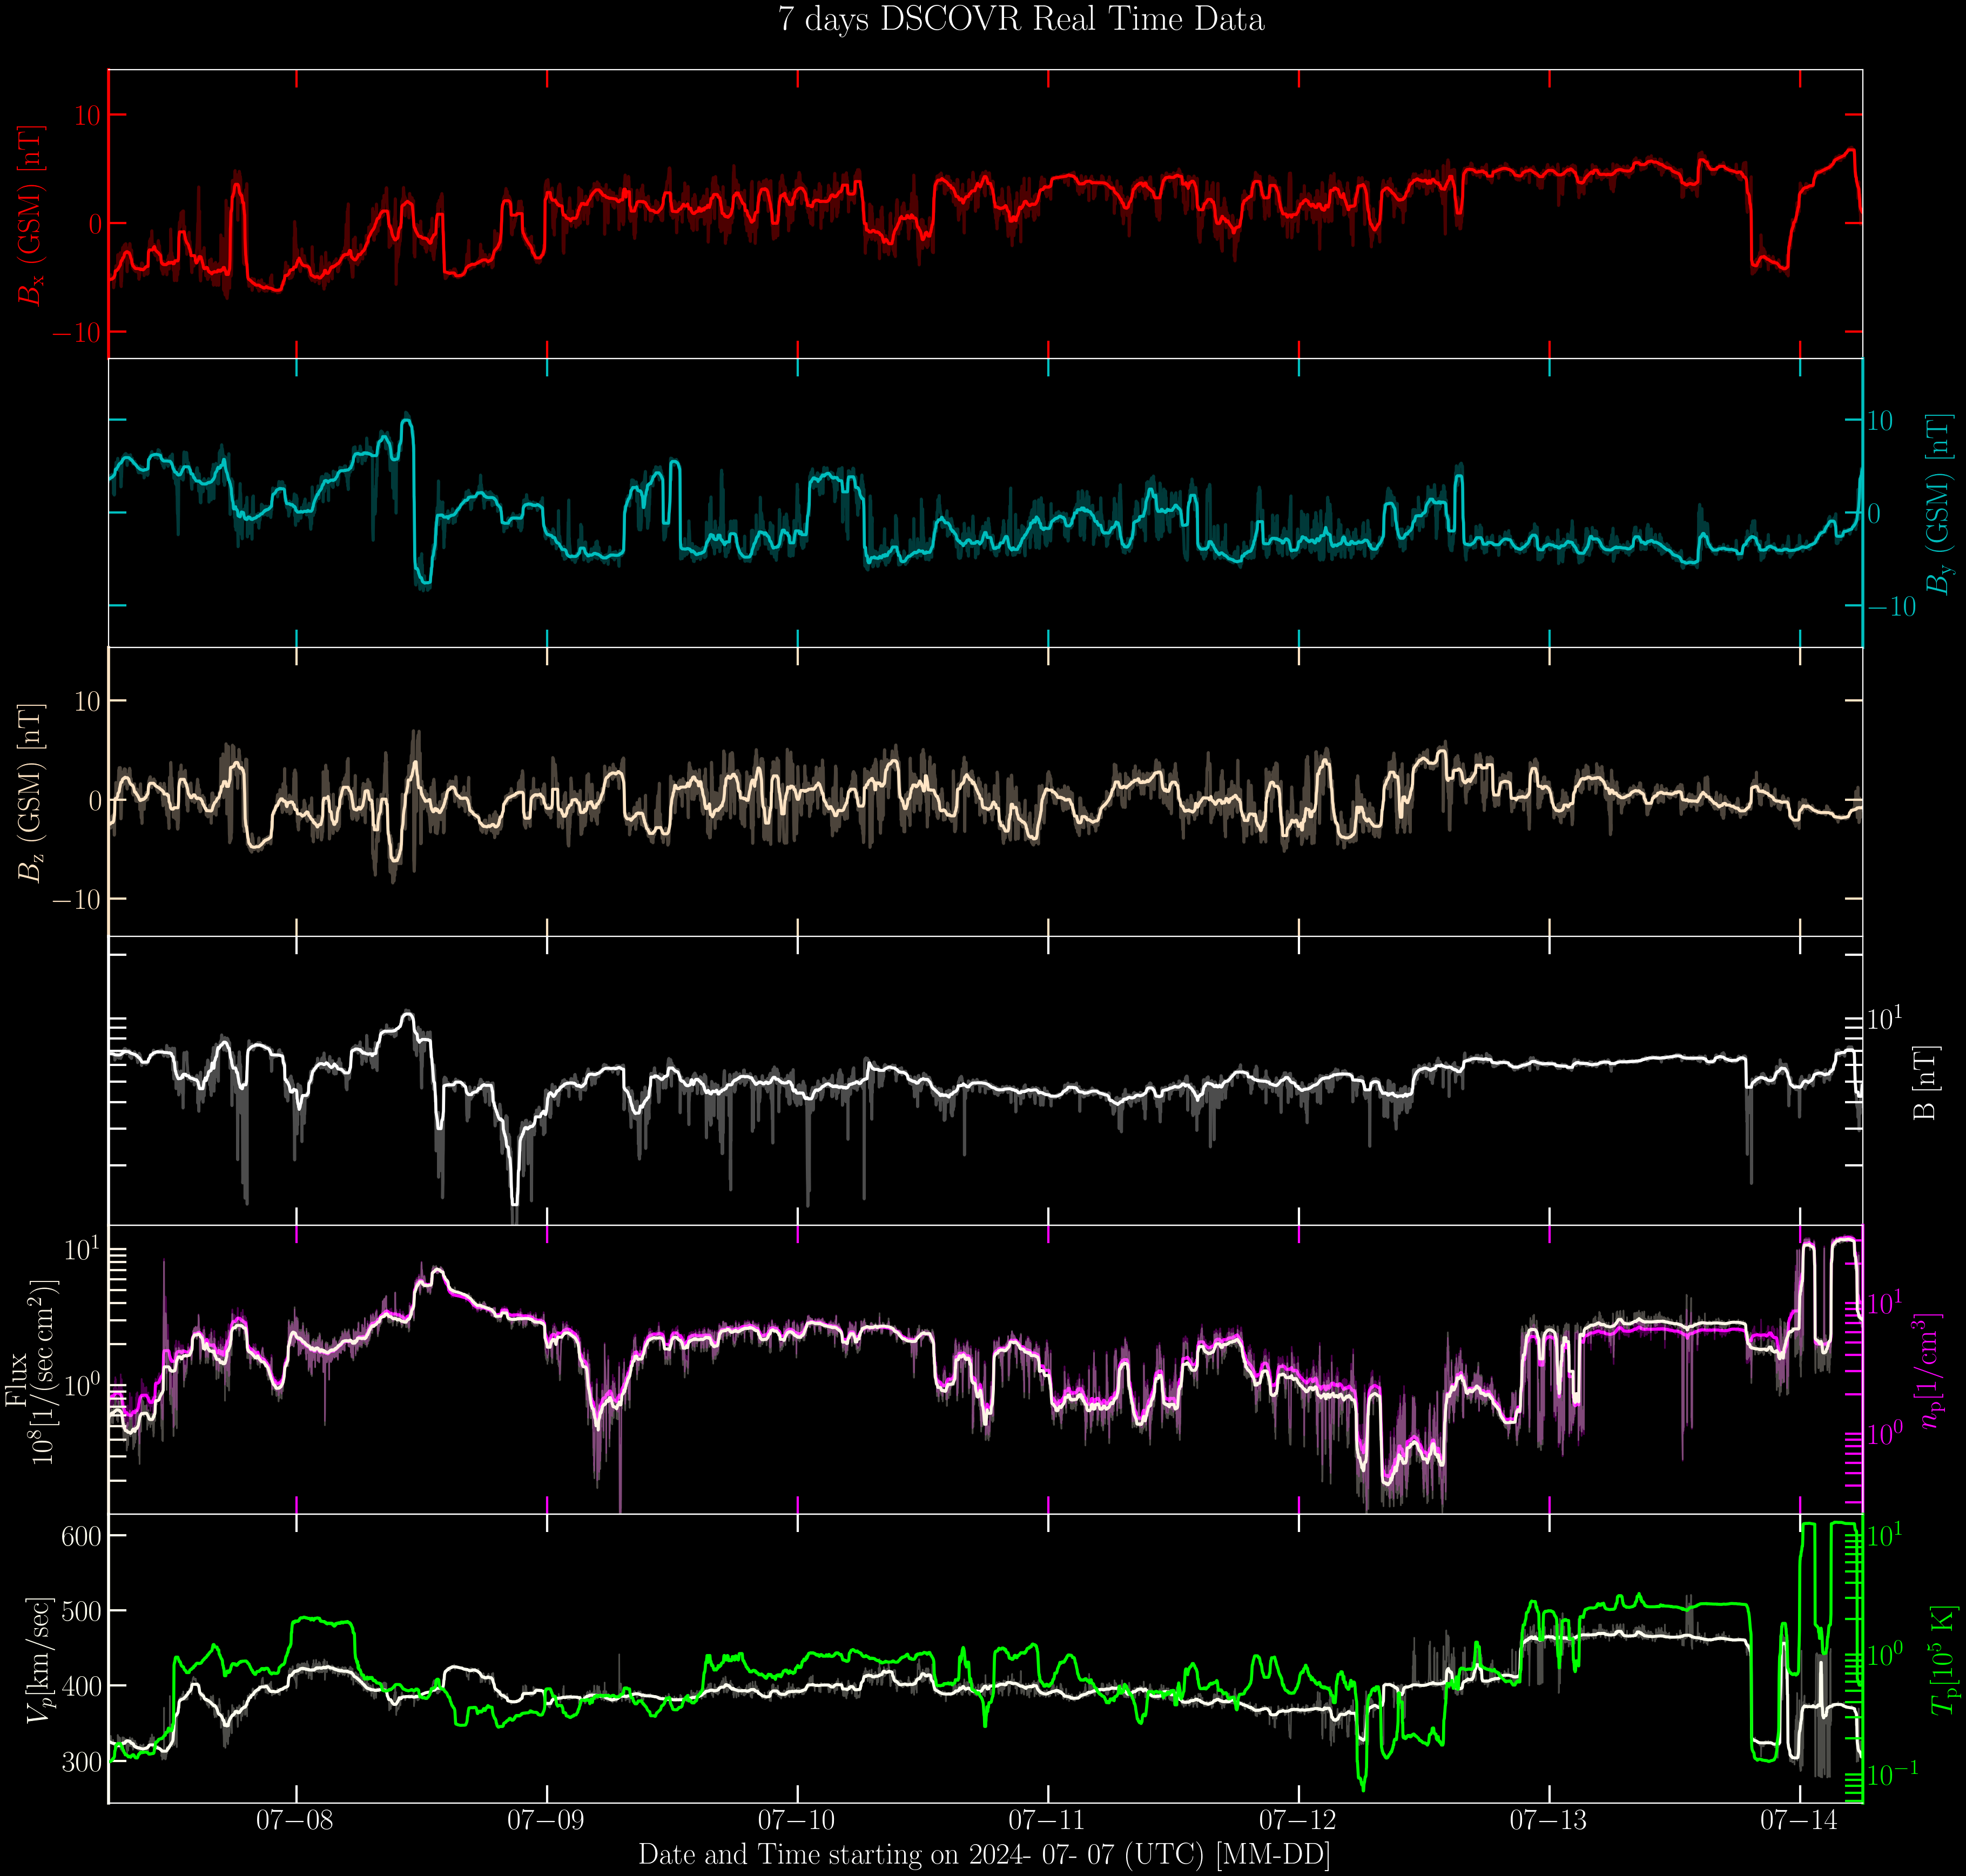 7 days DSCOVR Real Time Data
Bx (GSM) [nT]
10
0
−10
By (GSM) [nT]
10
0
−10
Bz (GSM) [nT]
10
0
−10
B [nT]
10^1
Flux
10^8[1/(sec cm^2)]
10^1
10^0
np[1/cm^3]
10^1
10^0
Vp[km/sec]
600
500
400
300
Tp[10^5 K]
10^1
10^0
10^−1
07−08 07−09 07−10 07−11 07−12 07−13 07−14
Date and Time starting on 2024- 07- 07 (UTC) [MM-DD]